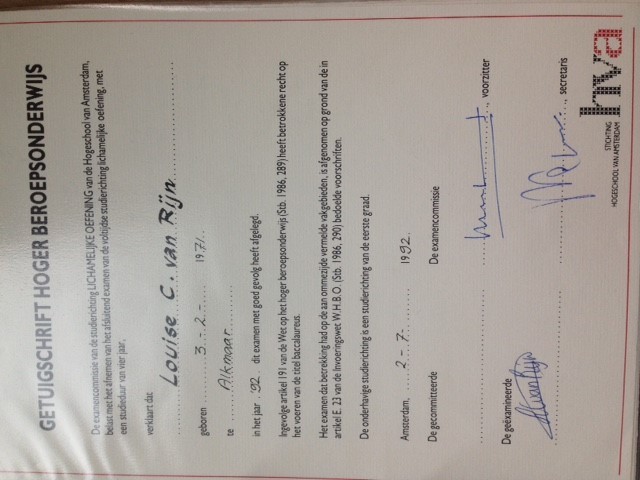 GETUIGSCHRIFT HOGER BEROEPSONDERWIJS
De examencommissie van de studierichting LICHAMELIJKE OEFENING van de Hogeschool van Amsterdam,
belast met het afnemen van het afsluitend examen van de voltijdse studierichting lichamelijke oefening, met
een studieduur van vier jaar,
verklaart dat
Louise C. van Rijn
geboren 3 - 2 - 1971
te Alkmaar
in het jaar 92 dit examen met goed gevolg heeft afgelegd.
Ingevolge artikel 191 van de Wet op het hoger beroepsonderwijs (Stb. 1986, 289) heeft betrokkene recht op
het voeren van de titel baccalaureus.
Het examen dat betrekking had op de aan ommezijde vermelde vakgebieden, is afgenomen op grond van de in
artikel E. 23 van de Invoeringswet W.H.B.O. (Stb. 1986, 290) bedoelde voorschriften.
De onderhavige studierichting is een studierichting van de eerste graad.
Amsterdam, 2 - 7 - 1992.
De gecommitteerde De examencommissie
, voorzitter
De geëxamineerde
, secretaris
STICHTING
HOGESCHOOL VAN AMSTERDAM
hva